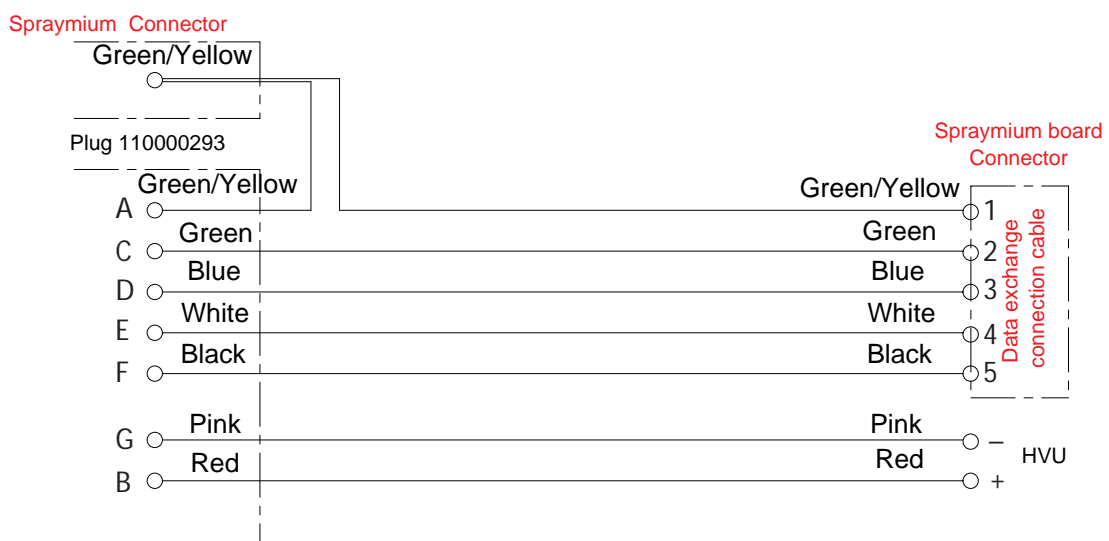 Spraymium Connector
Green/Yellow
Plug 110000293
Spraymium board
Connector
Green/Yellow
Green/Yellow
A
1
Green
Green
C
2
Blue
Blue
D
3
White
White
E
4
Black
Black
F
5
Data exchange
connection cable
Pink
Pink
G
–
HVU
Red
Red
B
+